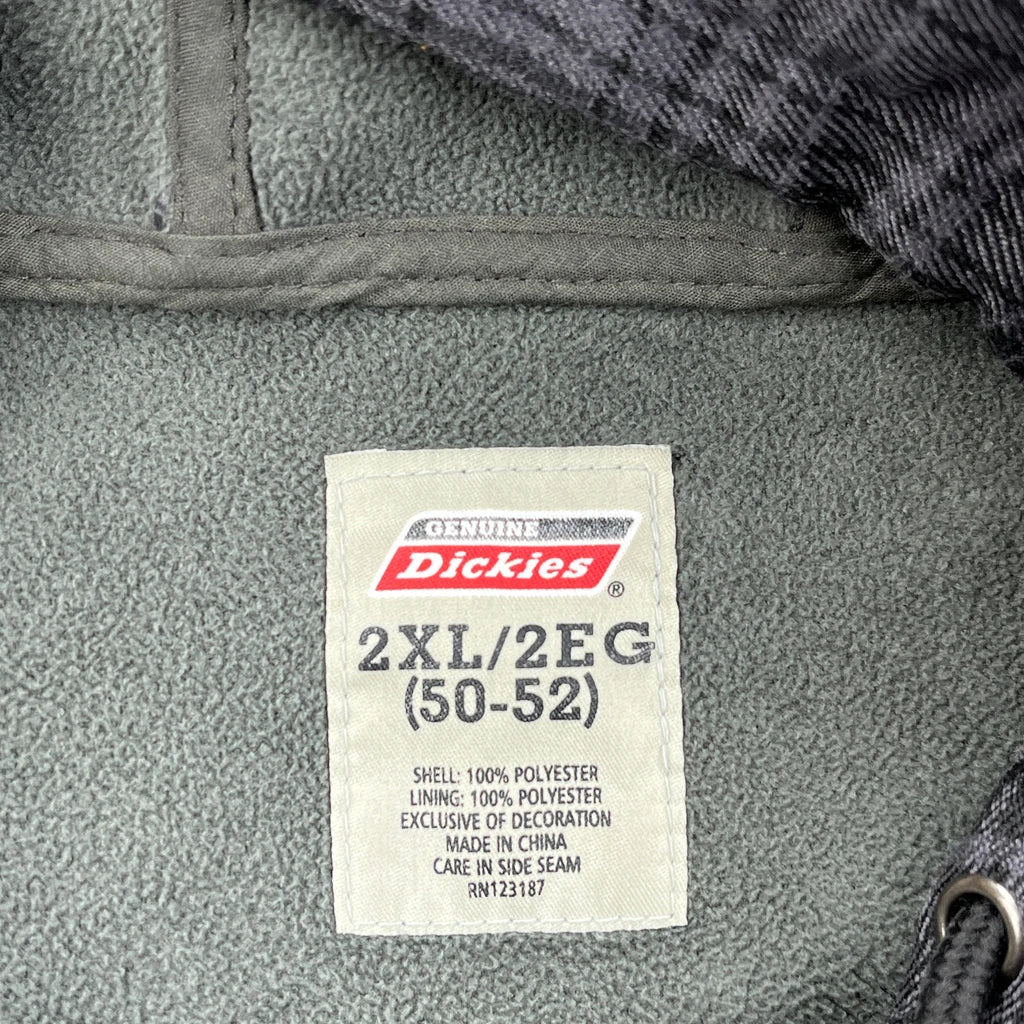 GENUINE
Dickies
®
2XL/2EG
(50-52)
SHELL: 100% POLYESTER
LINING: 100% POLYESTER
EXCLUSIVE OF DECORATION
MADE IN CHINA
CARE IN SIDE SEAM
RN123187